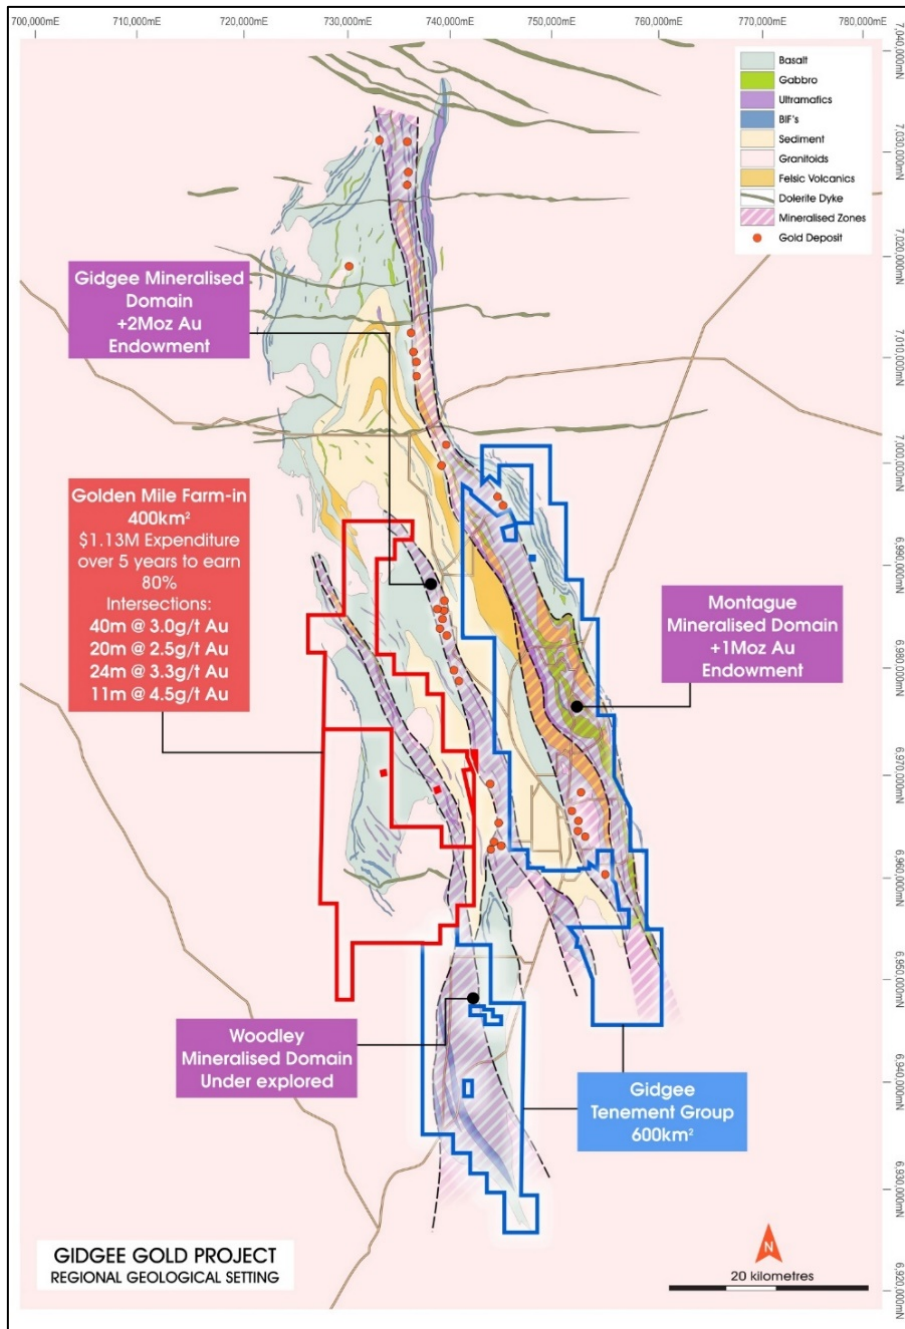 700,000mE
710,000mE
720,000mE
730,000mE
740,000mE
750,000mE
760,000mE
770,000mE
780,000mE
7,040,000mN
7,030,000mN
7,020,000mN
7,010,000mN
7,000,000mN
6,990,000mN
6,980,000mN
6,970,000mN
6,960,000mN
6,950,000mN
6,940,000mN
6,930,000mN
6,920,000mN
Basalt
Gabbro
Ultramafics
BIF's
Sediment
Granitoids
Felsic Volcanics
Dolerite Dyke
Mineralised Zones
Gold Deposit
Gidgee Mineralised
Domain
+2Moz Au
Endowment
Golden Mile Farm-in
400km²
$1.13M Expenditure
over 5 years to earn
80%
Intersections:
40m @ 3.0g/t Au
20m @ 2.5g/t Au
24m @ 3.3g/t Au
11m @ 4.5g/t Au
Montague
Mineralised Domain
+1Moz Au
Endowment
Woodley
Mineralised Domain
Under explored
Gidgee
Tenement Group
600km²
GIDGEE GOLD PROJECT
REGIONAL GEOLOGICAL SETTING
N
20 kilometres